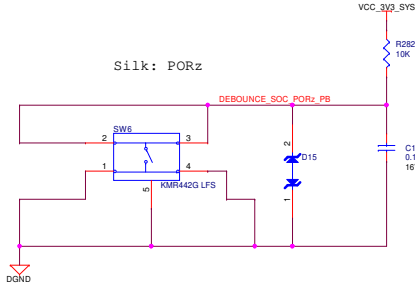 VCC_3V3_SYS
R282
10K
Silk: PORz
DEBOUNCE_SOC_PORz_PB
SW6
2
3
1
4
5
KMR442G LFS
2
D15
1
C1
0.1
16
DGND